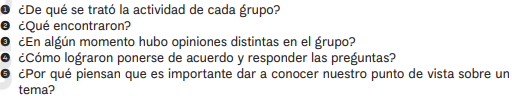 ❶ ¿De qué se trató la actividad de cada grupo?
❷ ¿Qué encontraron?
❸ ¿En algún momento hubo opiniones distintas en el grupo?
❹ ¿Cómo lograron ponerse de acuerdo y responder las preguntas?
❺ ¿Por qué piensan que es importante dar a conocer nuestro punto de vista sobre un
tema?